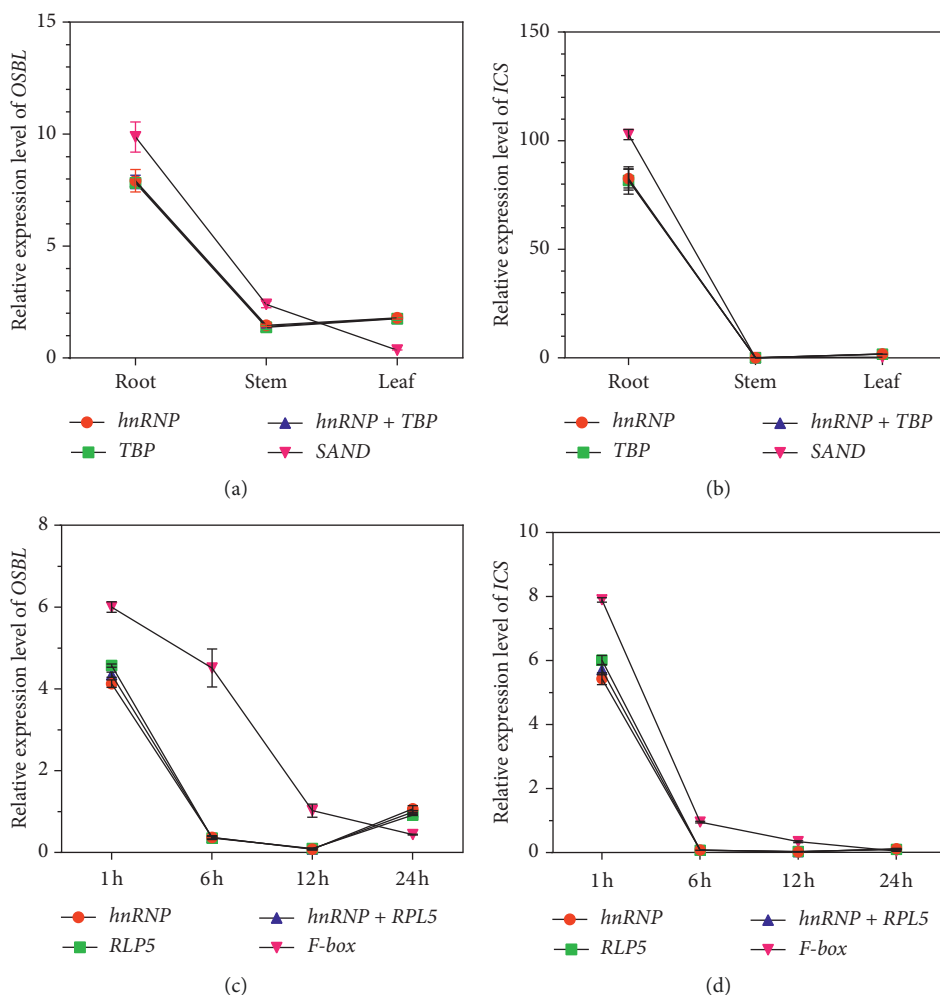 Relative expression level of OSBL
15
10
5
0
Root Stem Leaf
hnRNP
TBP
hnRNP + TBP
SAND
(a)
Relative expression level of ICS
150
100
50
0
Root Stem Leaf
hnRNP
TBP
hnRNP + TBP
SAND
(b)
Relative expression level of OSBL
8
6
4
2
0
1h 6h 12h 24h
hnRNP
RLP5
hnRNP + RPL5
F-box
(c)
Relative expression level of ICS
10
8
6
4
2
0
1h 6h 12h 24h
hnRNP
RLP5
hnRNP + RPL5
F-box
(d)